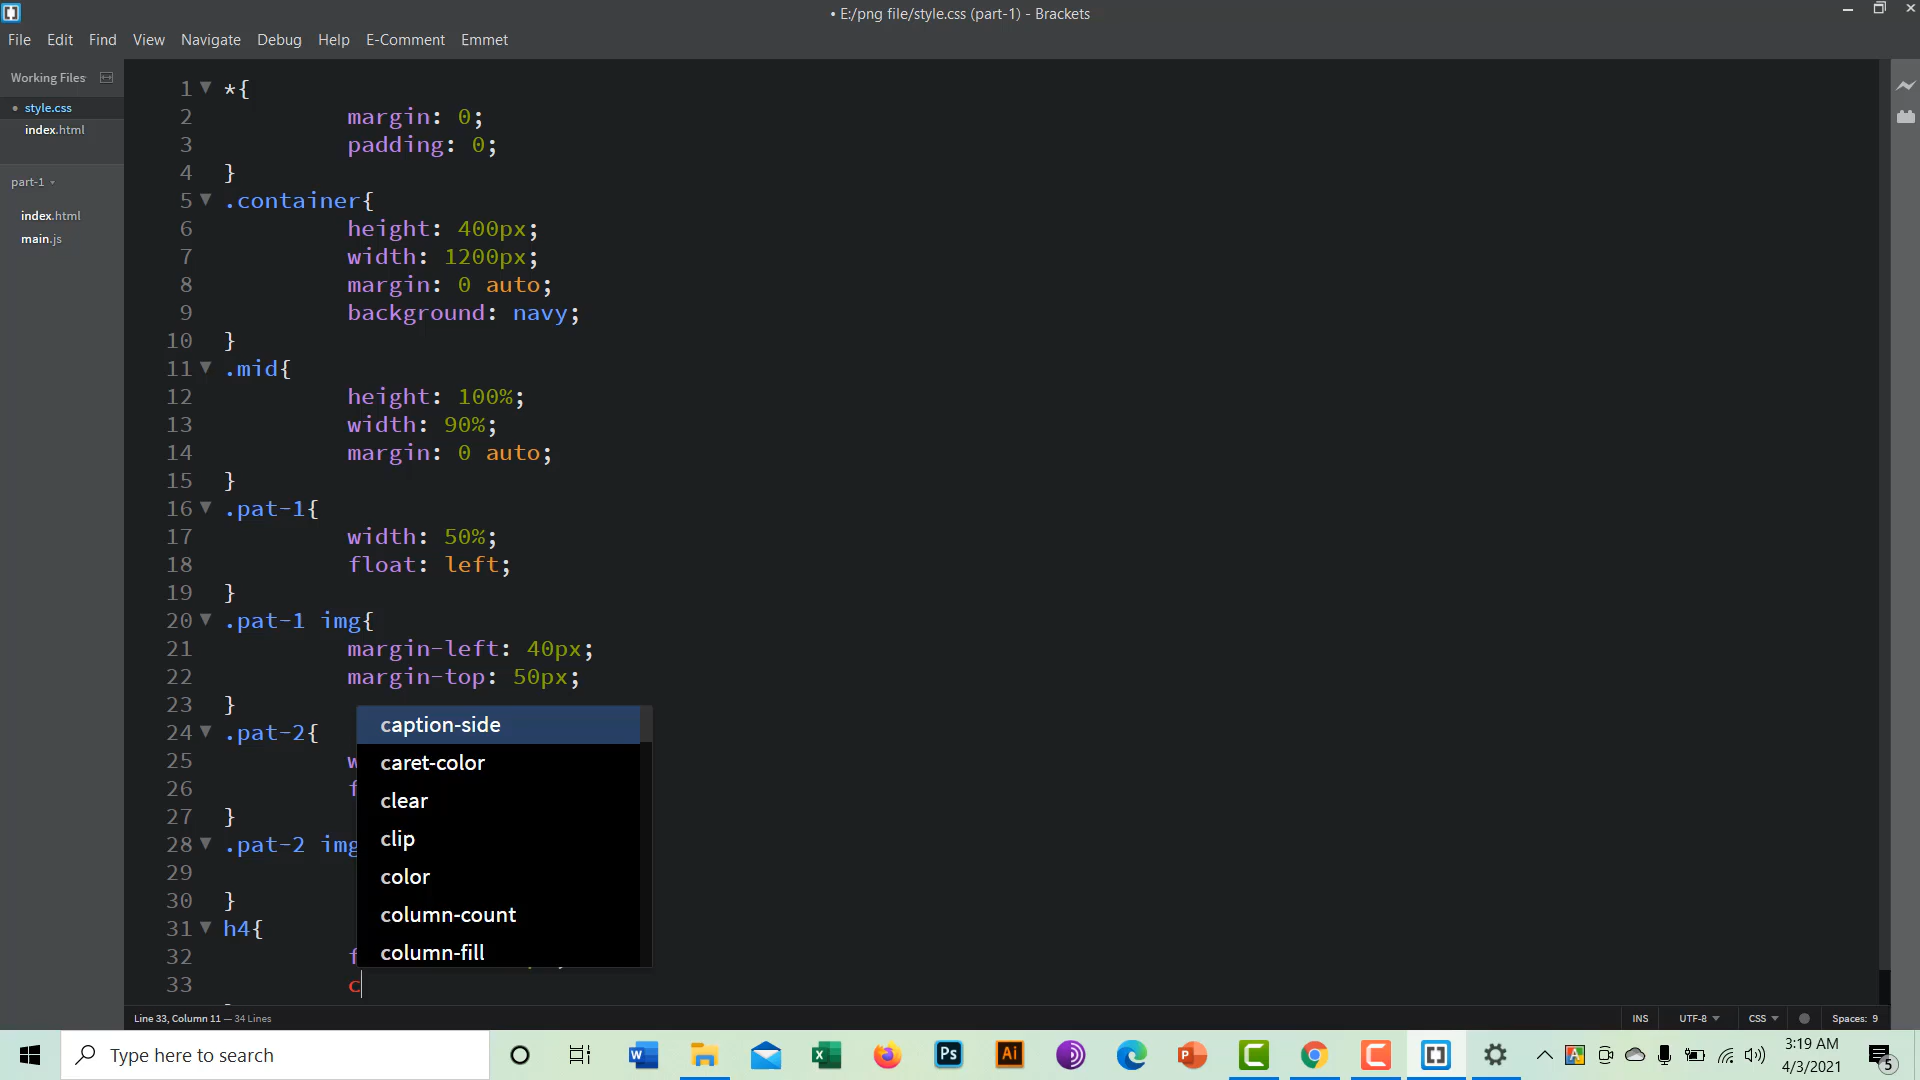 • E:/png file/style.css (part-1) - Brackets
File Edit Find View Navigate Debug Help E-Comment Emmet
Working Files
• style.css
index.html
part-1
index.html
main.js
1 *{
2 margin: 0;
3 padding: 0;
4 }
5 .container{
6 height: 400px;
7 width: 1200px;
8 margin: 0 auto;
9 background: navy;
10 }
11 .mid{
12 height: 100%;
13 width: 90%;
14 margin: 0 auto;
15 }
16 .pat-1{
17 width: 50%;
18 float: left;
19 }
20 .pat-1 img{
21 margin-left: 40px;
22 margin-top: 50px;
23 }
24 .pat-2{
25 w
26 f
27 }
28 .pat-2 img
29
30 }
31 h4{
32 f
33 c
caption-side
caret-color
clear
clip
color
column-count
column-fill
Line 33, Column 11 — 34 Lines
INS UTF-8 CSS Spaces: 9
Type here to search
3:19 AM
4/3/2021
5